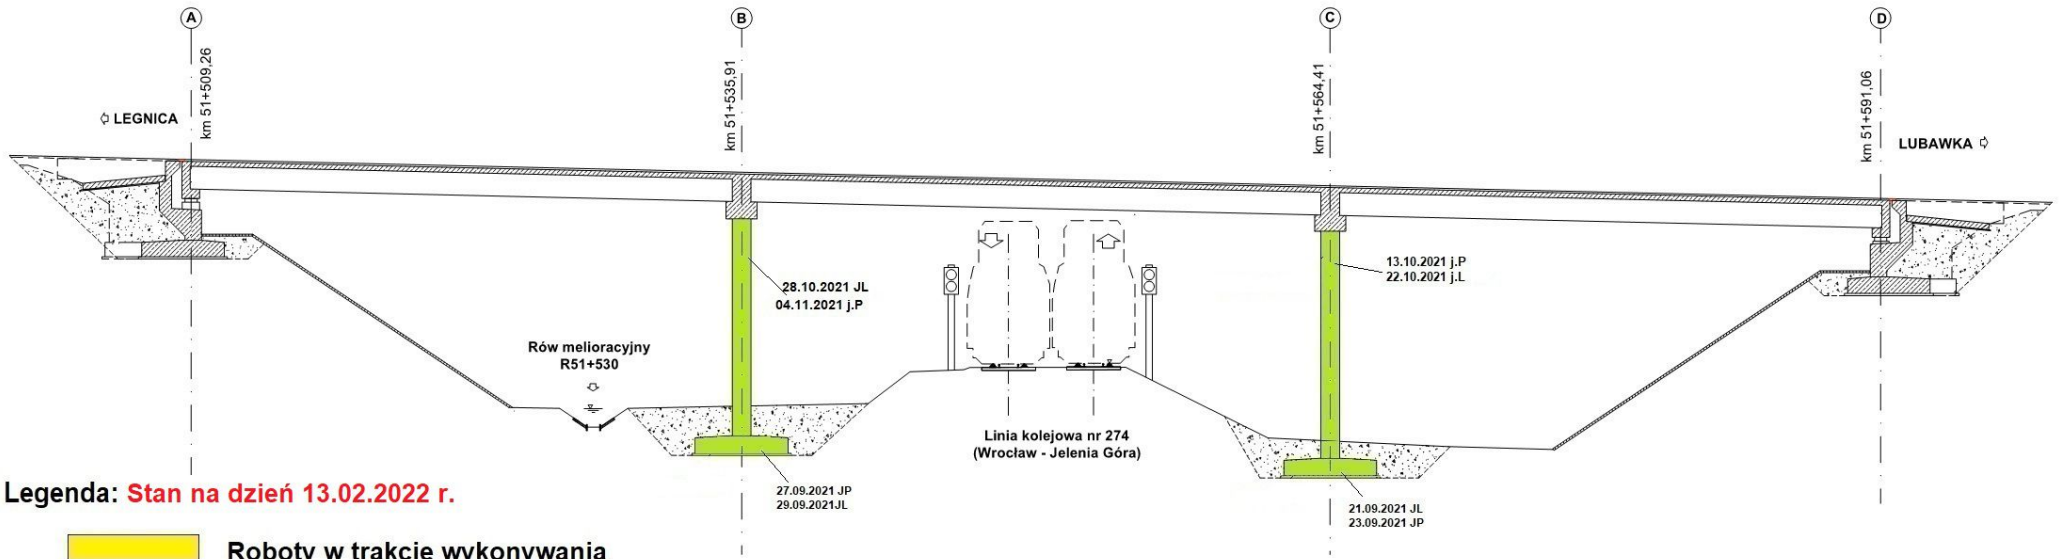 A
B
C
D
km 51+509,26
km 51+535,91
km 51+564,41
km 51+591,06
LEGNICA
LUBAWKA
28.10.2021 JL
04.11.2021 j.P
13.10.2021 j.P
22.10.2021 j.L
Rów melioracyjny
R51+530
Linia kolejowa nr 274
(Wrocław - Jelenia Góra)
27.09.2021 JP
29.09.2021JL
21.09.2021 JL
23.09.2021 JP
Legenda: Stan na dzień 13.02.2022 r.
Roboty w trakcie wykonywania